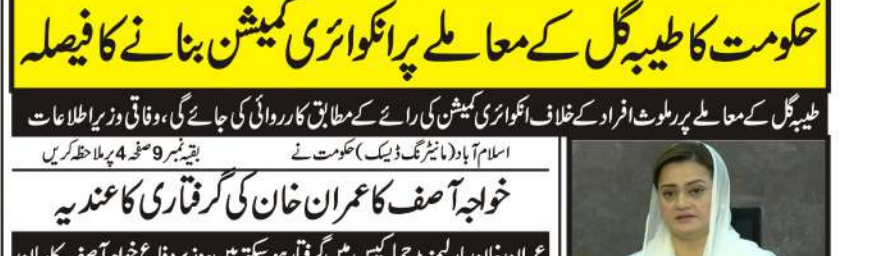 حکومت کا طیبہ گل کے معاملے پر انکوائری کمیشن بنانے کا فیصلہ
طیبہ گل کے معاملے پر رملوث افراد کے خلاف انکوائری کمیشن کی رائے کے مطابق کارروائی کی جائے گی، وفاقی وزیر اطلاعات
اسلام آباد (مانیٹرنگ ڈیسک) حکومت نے
بقیہ نمبر 9 صفحہ 4 پر ملاحظہ کریں
خواجہ آصف کا عمران خان کی گرفتاری کا عندیہ